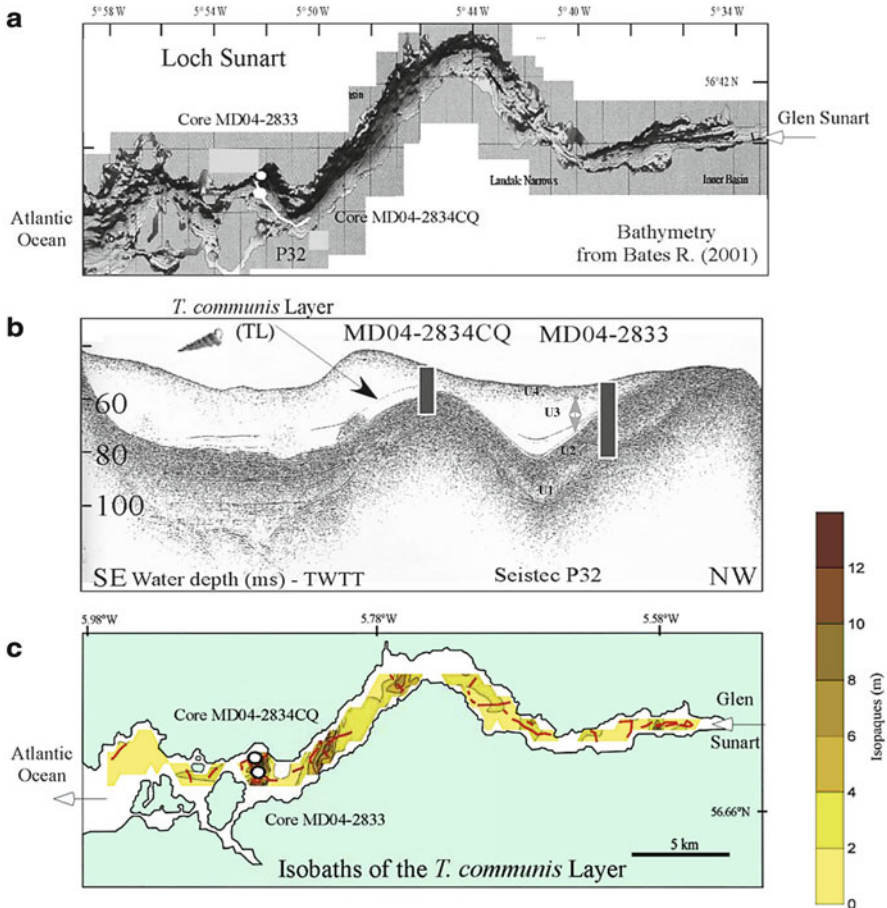 a
5°58 W 5°54 W 5°50 W 5°44 W 5°40 W 5°34 W
Loch Sunart
56°42 N
Core MD04-2833
Glen Sunart
Landale Narrows
Inner Basin
Atlantic
Ocean
Core MD04-2834CQ
P32
Bathymetry
from Bates R. (2001)
b
T. communis Layer
(TL)
MD04-2834CQ MD04-2833
U4
U3
U2
U1
60
80
100
SE Water depth (ms) - TWTT
Seistec P32
NW
c
5.98°W 5.78°W 5.58°W
Core MD04-2834CQ
Glen
Sunart
Atlantic
Ocean
Core MD04-2833
56.66°N
5 km
Isobaths of the T. communis Layer
12
10
8
6
4
2
0
Isopaques (m)